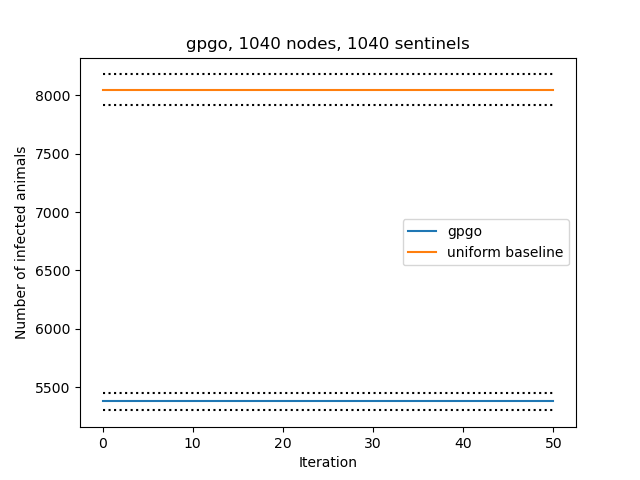 gpgo, 1040 nodes, 1040 sentinels
Number of infected animals
8000
7500
7000
6500
6000
5500
gpgo
uniform baseline
0 10 20 30 40 50
Iteration